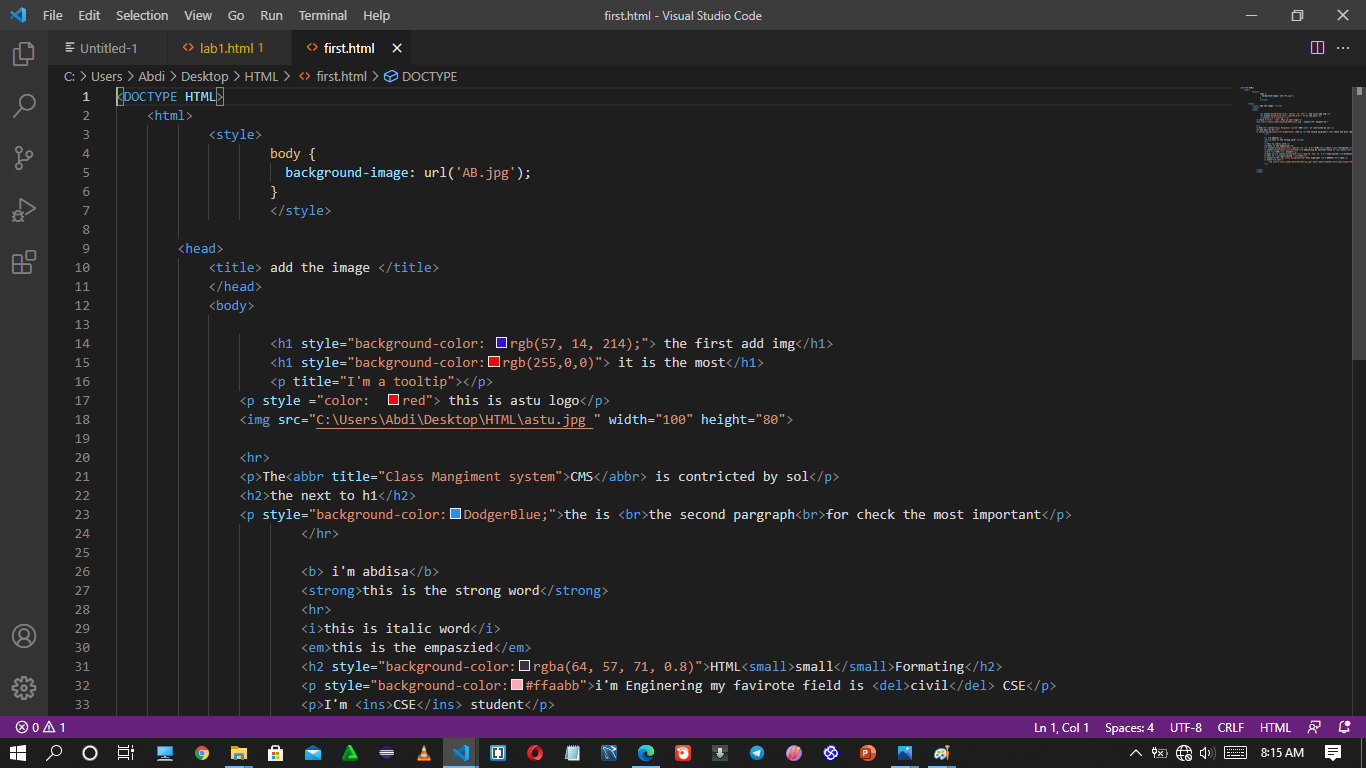 File Edit Selection View Go Run Terminal Help first.html - Visual Studio Code
Untitled-1 lab1.html 1 first.html
C: > Users > Abdi > Desktop > HTML > first.html > DOCTYPE
1 <DOCTYPE HTML>
2 <html>
3 <style>
4 body {
5 background-image: url('AB.jpg');
6 }
7 </style>
8
9 <head>
10 <title> add the image </title>
11 </head>
12 <body>
13
14 <h1 style="background-color: rgb(57, 14, 214);"> the first add img</h1>
15 <h1 style="background-color:rgb(255,0,0)"> it is the most</h1>
16 <p title="I'm a tooltip"></p>
17 <p style ="color: red"> this is astu logo</p>
18 <img src="C:\Users\Abdi\Desktop\HTML\astu.jpg " width="100" height="80">
19
20 <hr>
21 <p>The<abbr title="Class Mangiment system">CMS</abbr> is contricted by sol</p>
22 <h2>the next to h1</h2>
23 <p style="background-color:DodgerBlue;">the is <br>the second pargraph<br>for check the most important</p>
24 </hr>
25
26 <b> i'm abdisa</b>
27 <strong>this is the strong word</strong>
28 <hr>
29 <i>this is italic word</i>
30 <em>this is the empaszied</em>
31 <h2 style="background-color:rgba(64, 57, 71, 0.8)">HTML<small>small</small>Formating</h2>
32 <p style="background-color:#ffaabb">i'm Enginering my favirote field is <del>civil</del> CSE</p>
33 <p>I'm <ins>CSE</ins> student</p>
0 1 Ln 1, Col 1 Spaces: 4 UTF-8 CRLF HTML
8:15 AM